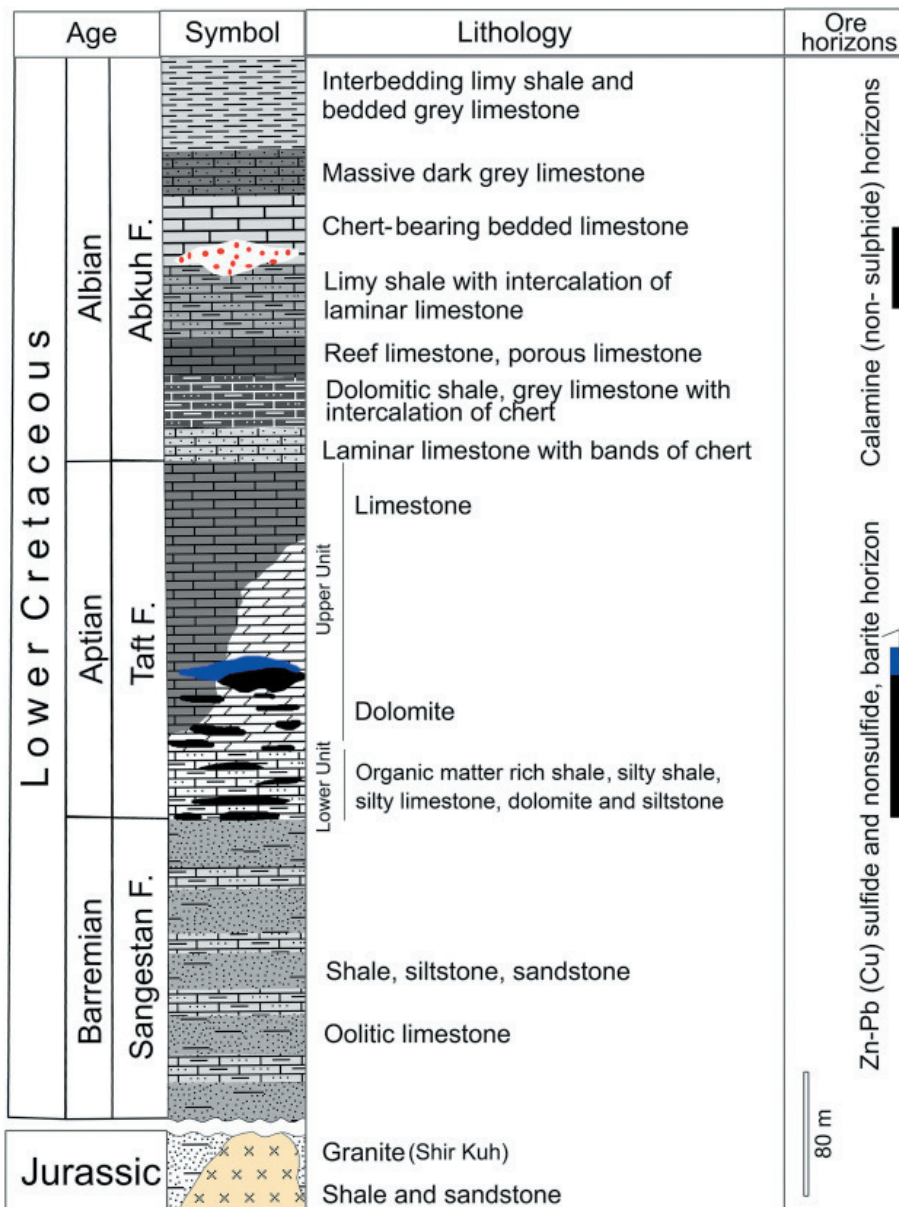 Age
Symbol
Lithology
Ore
horizons
Lower Cretaceous
Albian
Abkuh F.
Interbedding limy shale and
bedded grey limestone
Massive dark grey limestone
Chert-bearing bedded limestone
Limy shale with intercalation of
laminar limestone
Reef limestone, porous limestone
Dolomitic shale, grey limestone with
intercalation of chert
Laminar limestone with bands of chert
Calamine (non- sulphide) horizons
Aptian
Taft F.
Upper Unit
Limestone
Dolomite
Lower Unit
Organic matter rich shale, silty shale,
silty limestone, dolomite and siltstone
Zn-Pb (Cu) sulfide and nonsulfide, barite horizon
Barremian
Sangestan F.
Shale, siltstone, sandstone
Oolitic limestone
80 m
Jurassic
Granite (Shir Kuh)
Shale and sandstone